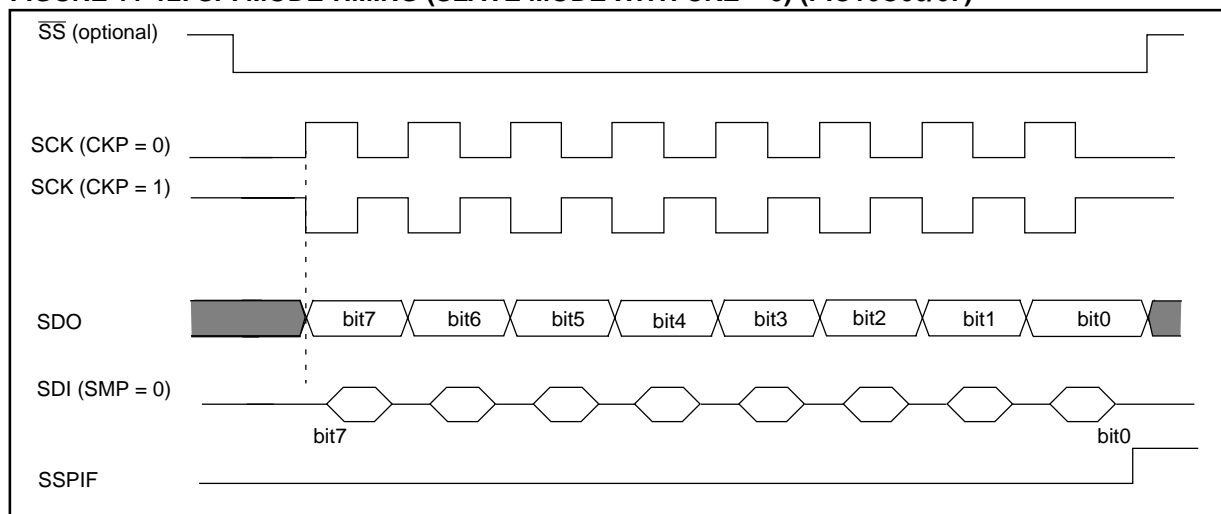 SS (optional)
SCK (CKP = 0)
SCK (CKP = 1)
SDO
bit7 bit6 bit5 bit4 bit3 bit2 bit1 bit0
SDI (SMP = 0)
bit7 bit0
SSPIF